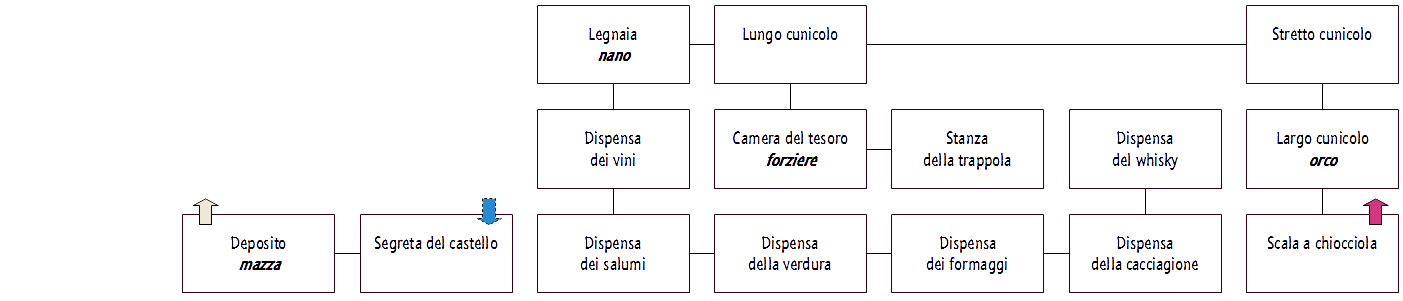 Legnaia
nano
Lungo cunicolo
Stretto cunicolo
Dispensa
dei vini
Camera del tesoro
forziere
Stanza
della trappola
Dispensa
del whisky
Largo cunicolo
orco
Deposito
mazza
Segreta del castello
Dispensa
dei salumi
Dispensa
della verdura
Dispensa
dei formaggi
Dispensa
della cacciagione
Scala a chiocciola